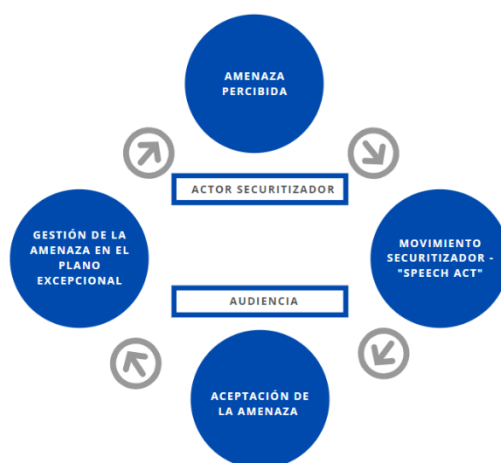 AMENAZA
PERCIBIDA
ACTOR SECURITIZADOR
GESTIÓN DE LA
AMENAZA EN EL
PLANO
EXCEPCIONAL
MOVIMIENTO
SECURITIZADOR -
"SPEECH ACT"
AUDIENCIA
ACEPTACIÓN DE
LA AMENAZA